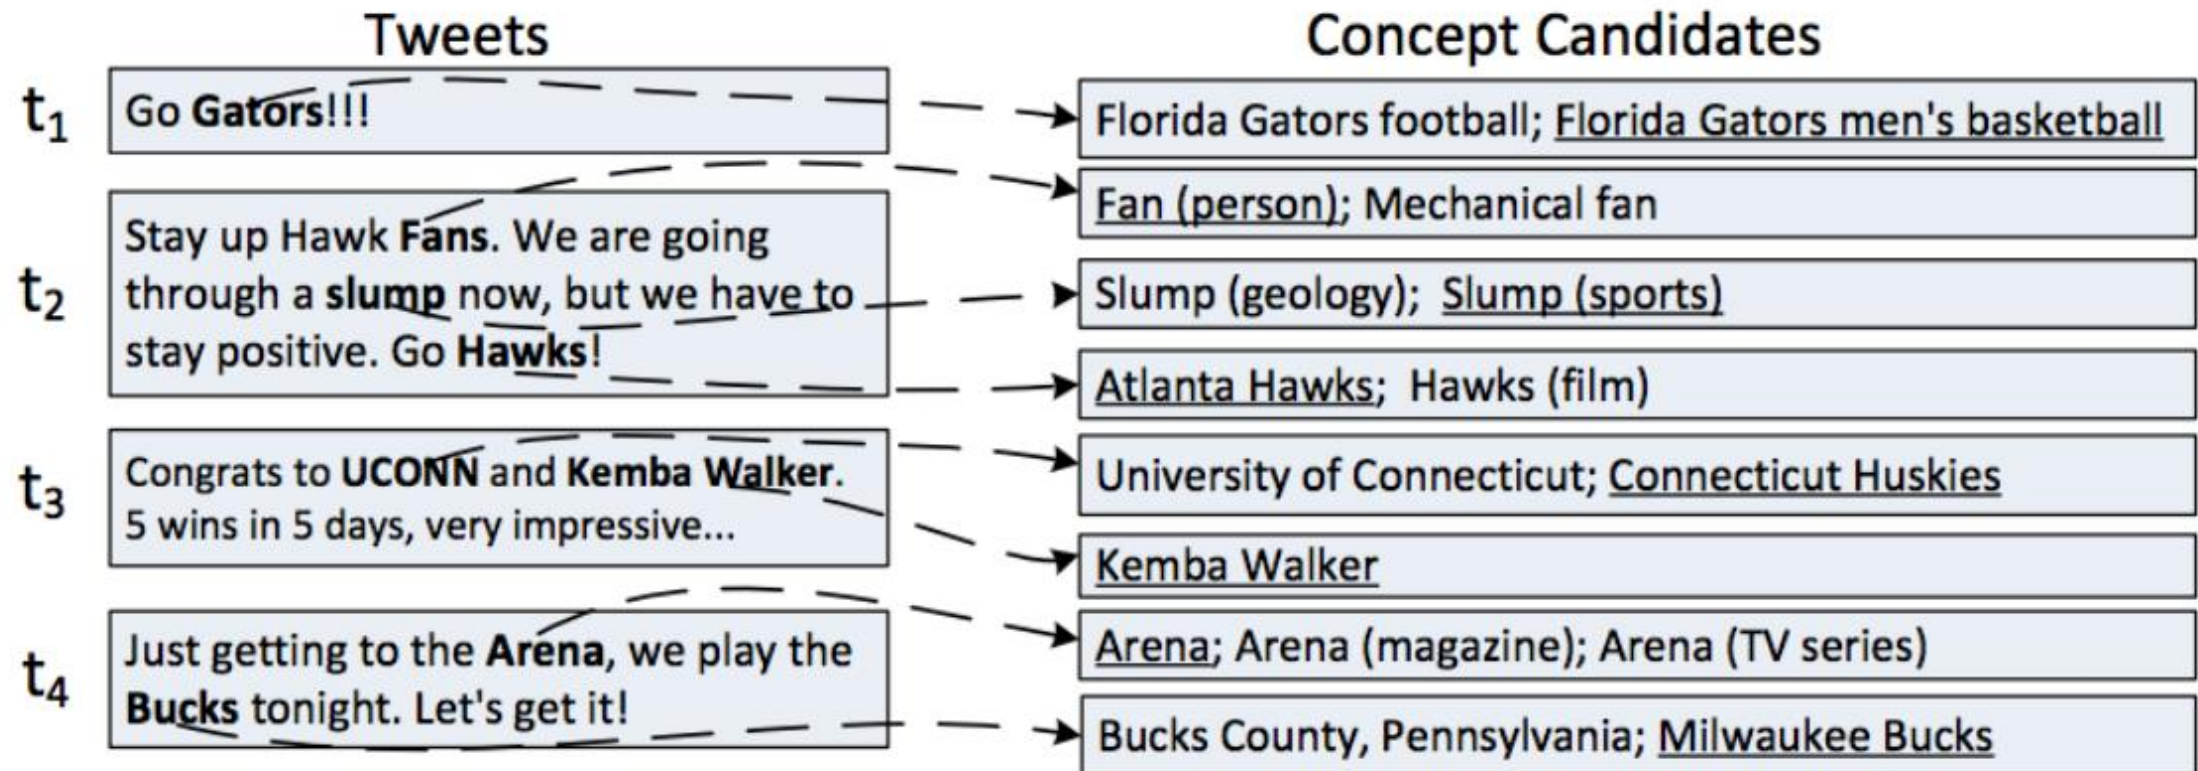 Tweets
Concept Candidates
t1
Go Gators!!!
Florida Gators football; Florida Gators men's basketball
t2
Stay up Hawk Fans. We are going
through a slump now, but we have to
stay positive. Go Hawks!
Fan (person); Mechanical fan
Slump (geology); Slump (sports)
Atlanta Hawks; Hawks (film)
t3
Congrats to UCONN and Kemba Walker.
5 wins in 5 days, very impressive...
University of Connecticut; Connecticut Huskies
Kemba Walker
t4
Just getting to the Arena, we play the
Bucks tonight. Let's get it!
Arena; Arena (magazine); Arena (TV series)
Bucks County, Pennsylvania; Milwaukee Bucks